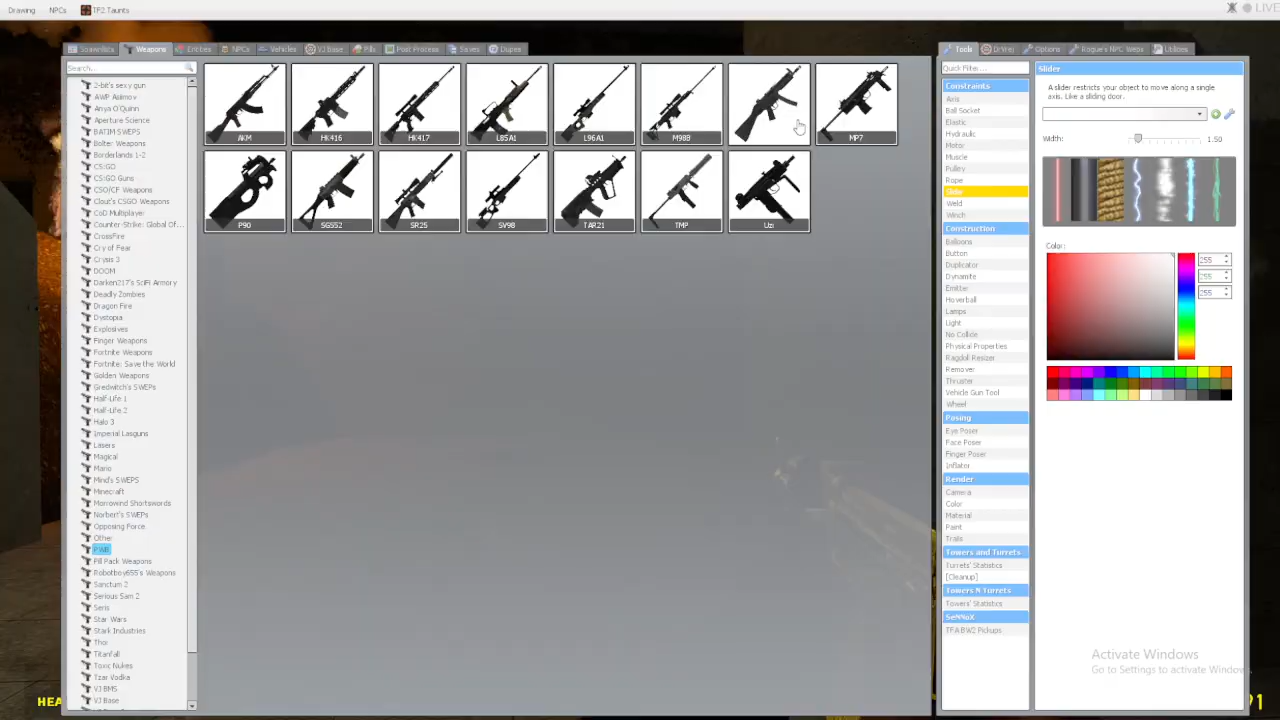 Drawing NPCs TF2 Taunts
LIVE
Spawnlists Weapons Entities NPCs Vehicles VJ Base Pills Post Process Saves Dupes
Tools DrVrej Options Rogue's NPC Weps Utilities
Search...
2-bit's sexy gun
AWP Asimov
Anya O'Quinn
Aperture Science
BATIM SWEPS
Bolter Weapons
Borderlands 1-2
CS:GO
CS:GO Guns
CSO/CF Weapons
Clout's CSGO Weapons
CoD Multiplayer
Counter-Strike: Global Of...
CrossFire
Cry of Fear
Crysis 3
DOOM
Darken217's SciFi Armory
Deadly Zombies
Dragon Fire
Dystopia
Explosives
Finger Weapons
Fortnite Weapons
Fortnite: Save the World
Golden Weapons
Gredwitch's SWEPs
Half-Life 1
Half-Life 2
Halo 3
Imperial Lasguns
Lasers
Magical
Mario
Mind's SWEPS
Minecraft
Morrowind Shortswords
Norbert's SWEPs
Opposing Force
Other
Pill Pack Weapons
Robotboy655's Weapons
Sanctum 2
Serious Sam 2
Seris
Star Wars
Stark Industries
Thor
Titanfall
Toxic Nukes
Tzar Vodka
VJ BMS
VJ Base
AKM HK416 HK417 L85A1 L96A1 M98B MP7
P90 SG552 SR25 SV98 TAR21 TMP Uzi
Quick Filter...
Constraints
Axis
Ball Socket
Elastic
Hydraulic
Motor
Muscle
Pulley
Rope
Slider
Weld
Winch
Construction
Balloons
Button
Duplicator
Dynamite
Emitter
Hoverball
Lamps
Light
No Collide
Physical Properties
Ragdoll Resizer
Remover
Thruster
Vehicle Gun Tool
Wheel
Posing
Eye Poser
Face Poser
Finger Poser
Inflator
Render
Camera
Color
Material
Paint
Trails
Towers and Turrets
Turrets' Statistics
[Cleanup]
Towers N Turrets
Towers' Statistics
SeNNoX
TFA BW2 Pickups
Slider
A slider restricts your object to move along a single
axis. Like a sliding door.
Width: 1.50
Color:
255
255
255
Activate Windows
Go to Settings to activate Windows.
HEA